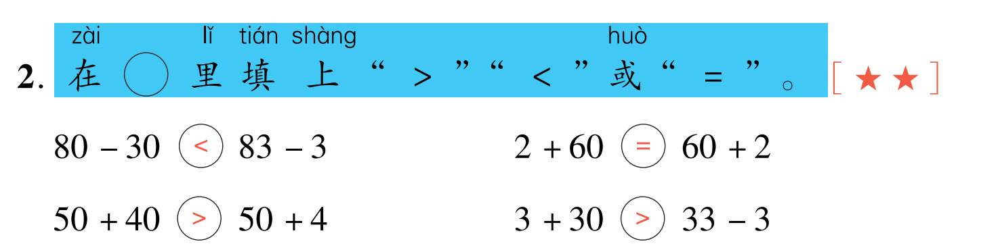 zài lǐ tián shàng huò
2. 在 ○ 里 填 上 “ > ” “ < ” 或 “ = ” 。 [ ★ ★ ]
80 － 30 < 83 － 3 2 + 60 = 60 + 2
50 + 40 > 50 + 4 3 + 30 > 33 － 3